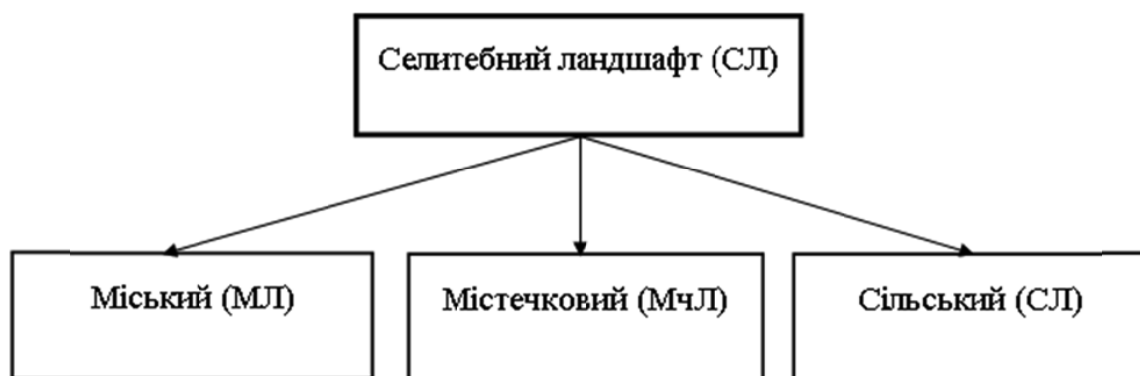 Селитебний ландшафт (СЛ)
Міський (МЛ)
Містечковий (МчЛ)
Сільський (СЛ)